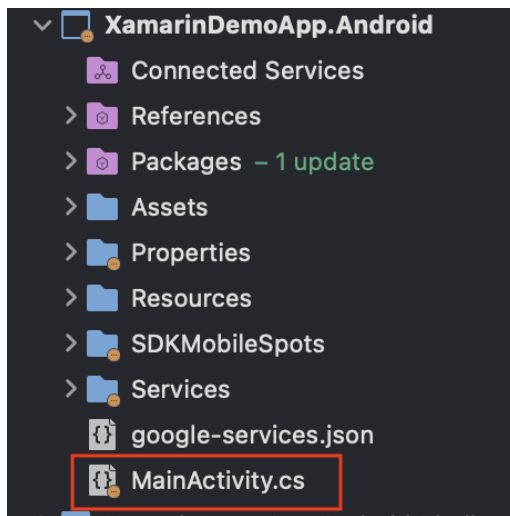 XamarinDemoApp.Android
Connected Services
References
Packages – 1 update
Assets
Properties
Resources
SDKMobileSpots
Services
google-services.json
MainActivity.cs